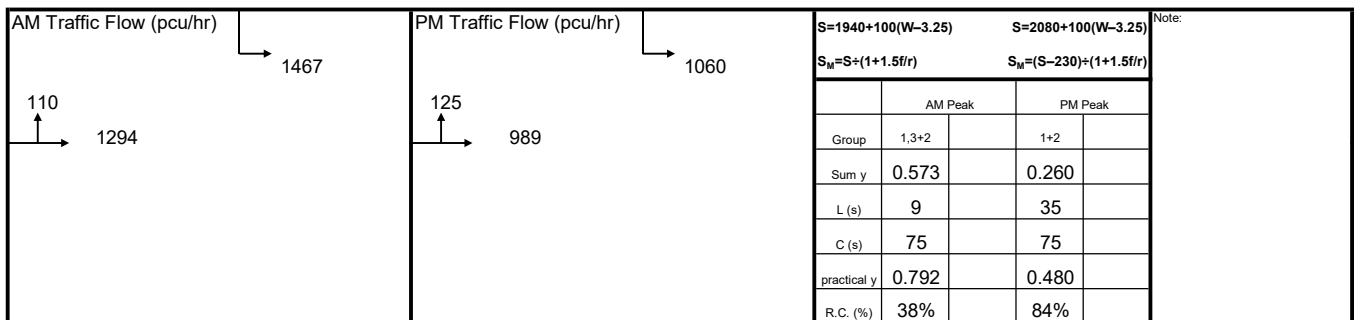 AM Traffic Flow (pcu/hr)
1467
110
1294
PM Traffic Flow (pcu/hr)
1060
125
989
S=1940+100(W–3.25) S=2080+100(W–3.25)
Sᴍ=S÷(1+1.5f/r) Sᴍ=(S–230)÷(1+1.5f/r)
AM Peak PM Peak
Group 1,3+2 1+2
Sum y 0.573 0.260
L (s) 9 35
C (s) 75 75
practical y 0.792 0.480
R.C. (%) 38% 84%
Note: